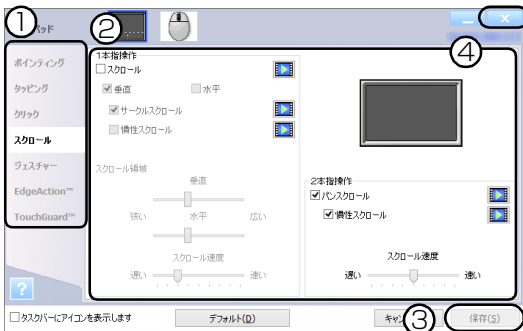 ①
②
パッド
ポインティング
タッピング
クリック
スクロール
ジェスチャー
EdgeAction™
TouchGuard™
④
1本指操作
スクロール
垂直
水平
サークルスクロール
慣性スクロール
スクロール領域
垂直
狭い 水平 広い
スクロール速度
遅い 速い
2本指操作
パンスクロール
慣性スクロール
スクロール速度
遅い 速い
?
タスクバーにアイコンを表示します
デフォルト(D)
③
保存(S)